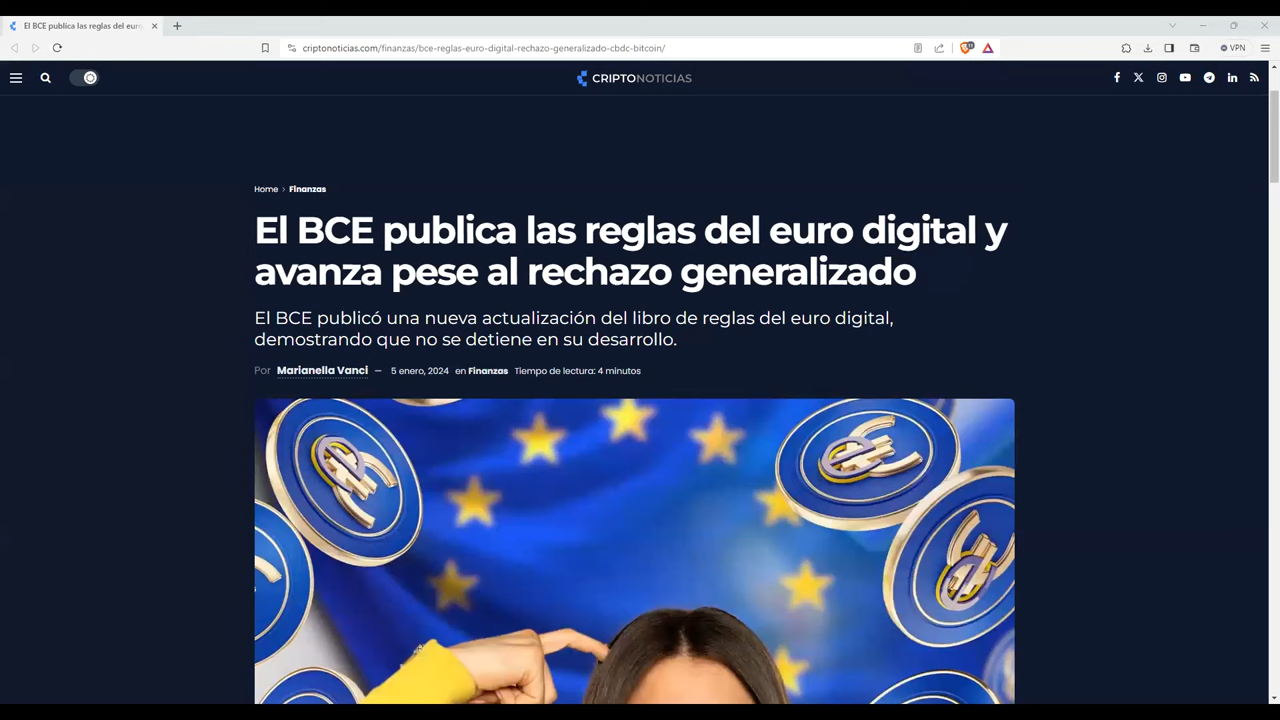 El BCE publica las reglas del euro
criptonoticias.com/finanzas/bce-reglas-euro-digital-rechazo-generalizado-cbdc-bitcoin/
VPN
CRIPTONOTICIAS
Home > Finanzas
El BCE publica las reglas del euro digital y
avanza pese al rechazo generalizado
El BCE publicó una nueva actualización del libro de reglas del euro digital,
demostrando que no se detiene en su desarrollo.
Por Marianella Vanci — 5 enero, 2024 en Finanzas Tiempo de lectura: 4 minutos